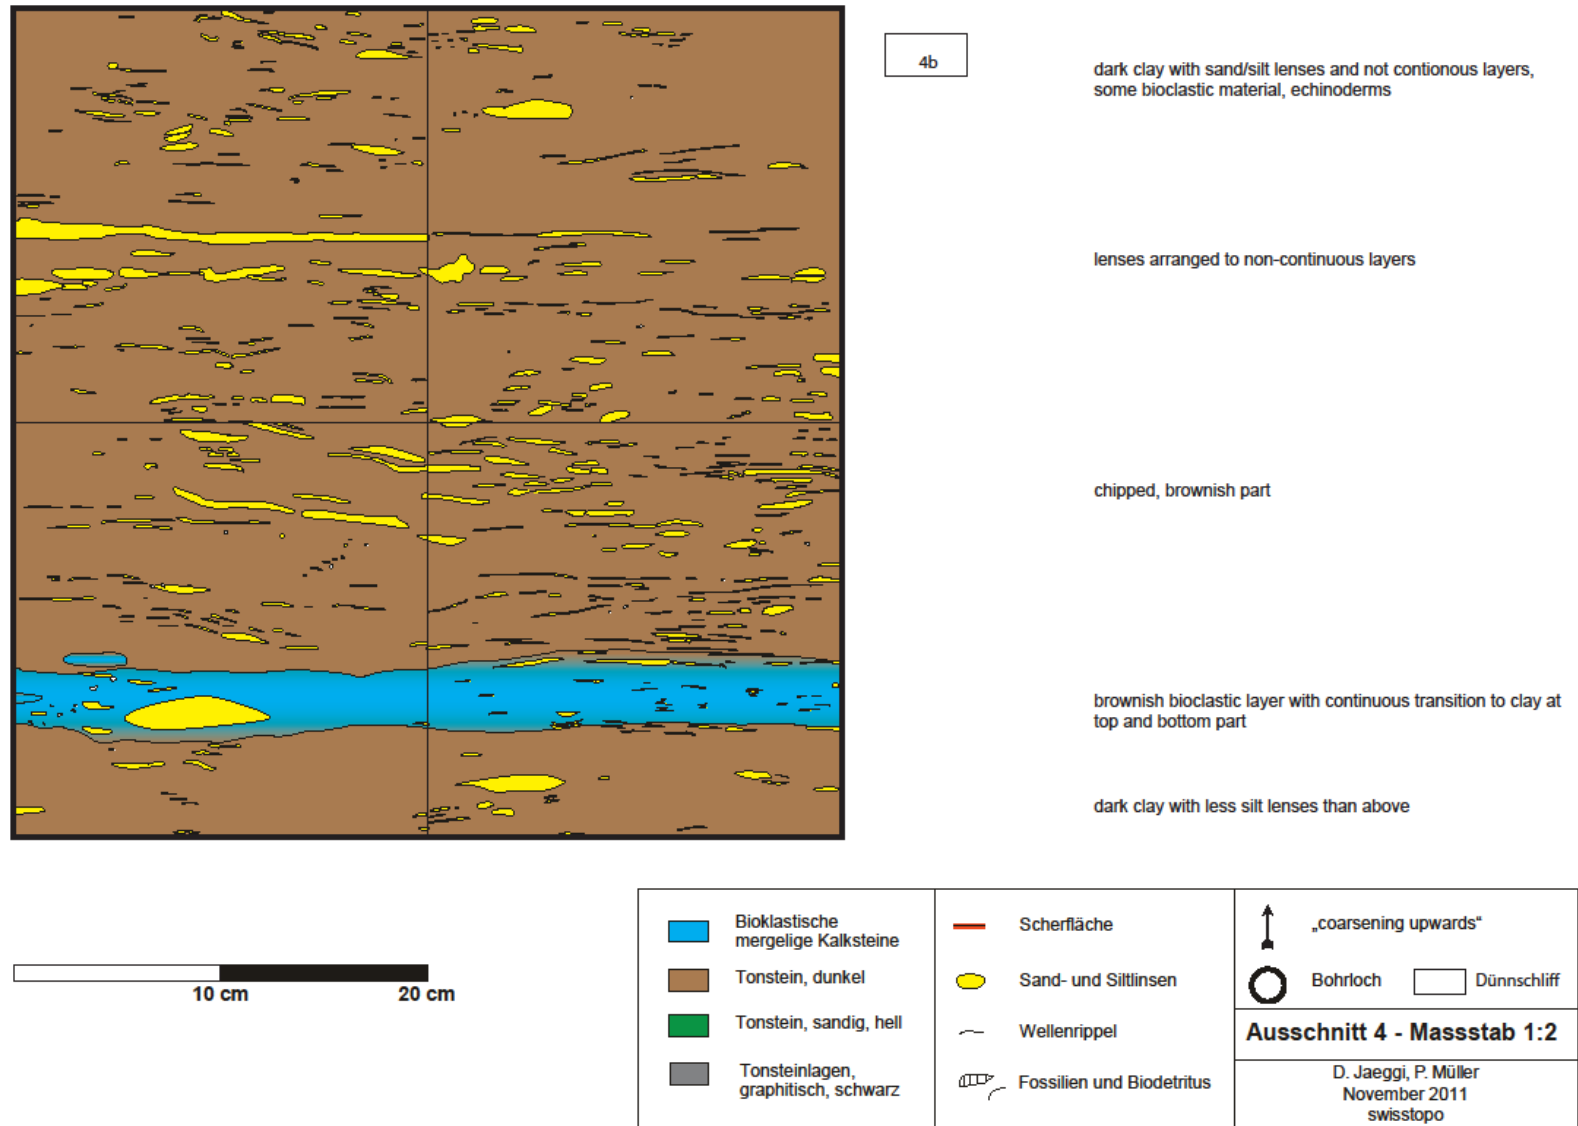 4b
dark clay with sand/silt lenses and not contionous layers,
some bioclastic material, echinoderms
lenses arranged to non-continuous layers
chipped, brownish part
brownish bioclastic layer with continuous transition to clay at
top and bottom part
dark clay with less silt lenses than above
10 cm
20 cm
Bioklastische
mergelige Kalksteine
Tonstein, dunkel
Tonstein, sandig, hell
Tonsteinlagen,
graphitisch, schwarz
Scherfläche
Sand- und Siltlinsen
Wellenrippel
Fossilien und Biodetritus
„coarsening upwards“
Bohrloch
Dünnschliff
Ausschnitt 4 - Massstab 1:2
D. Jaeggi, P. Müller
November 2011
swisstopo